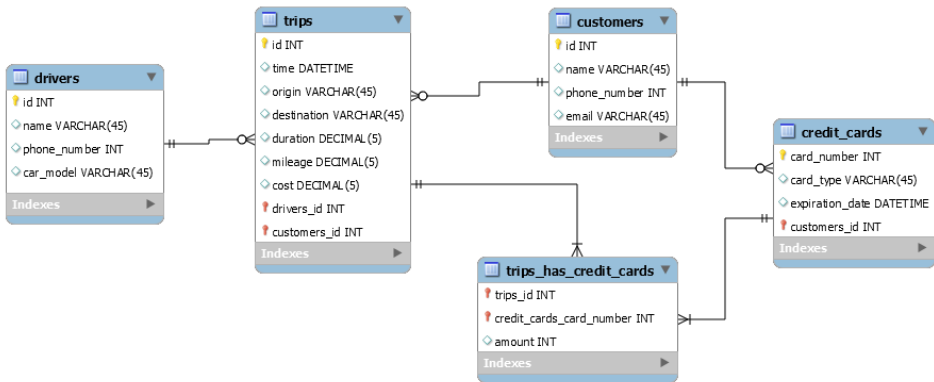 drivers
id INT
name VARCHAR(45)
phone_number INT
car_model VARCHAR(45)
Indexes
trips
id INT
time DATETIME
origin VARCHAR(45)
destination VARCHAR(45)
duration DECIMAL(5)
mileage DECIMAL(5)
cost DECIMAL(5)
drivers_id INT
customers_id INT
Indexes
customers
id INT
name VARCHAR(45)
phone_number INT
email VARCHAR(45)
Indexes
credit_cards
card_number INT
card_type VARCHAR(45)
expiration_date DATETIME
customers_id INT
Indexes
trips_has_credit_cards
trips_id INT
credit_cards_card_number INT
amount INT
Indexes